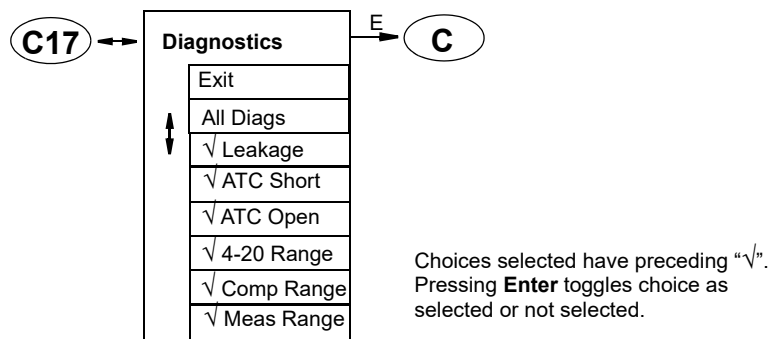 C17
Diagnostics
E
C
Exit
All Diags
√ Leakage
√ ATC Short
√ ATC Open
√ 4-20 Range
√ Comp Range
√ Meas Range
Choices selected have preceding “√”.
Pressing Enter toggles choice as
selected or not selected.